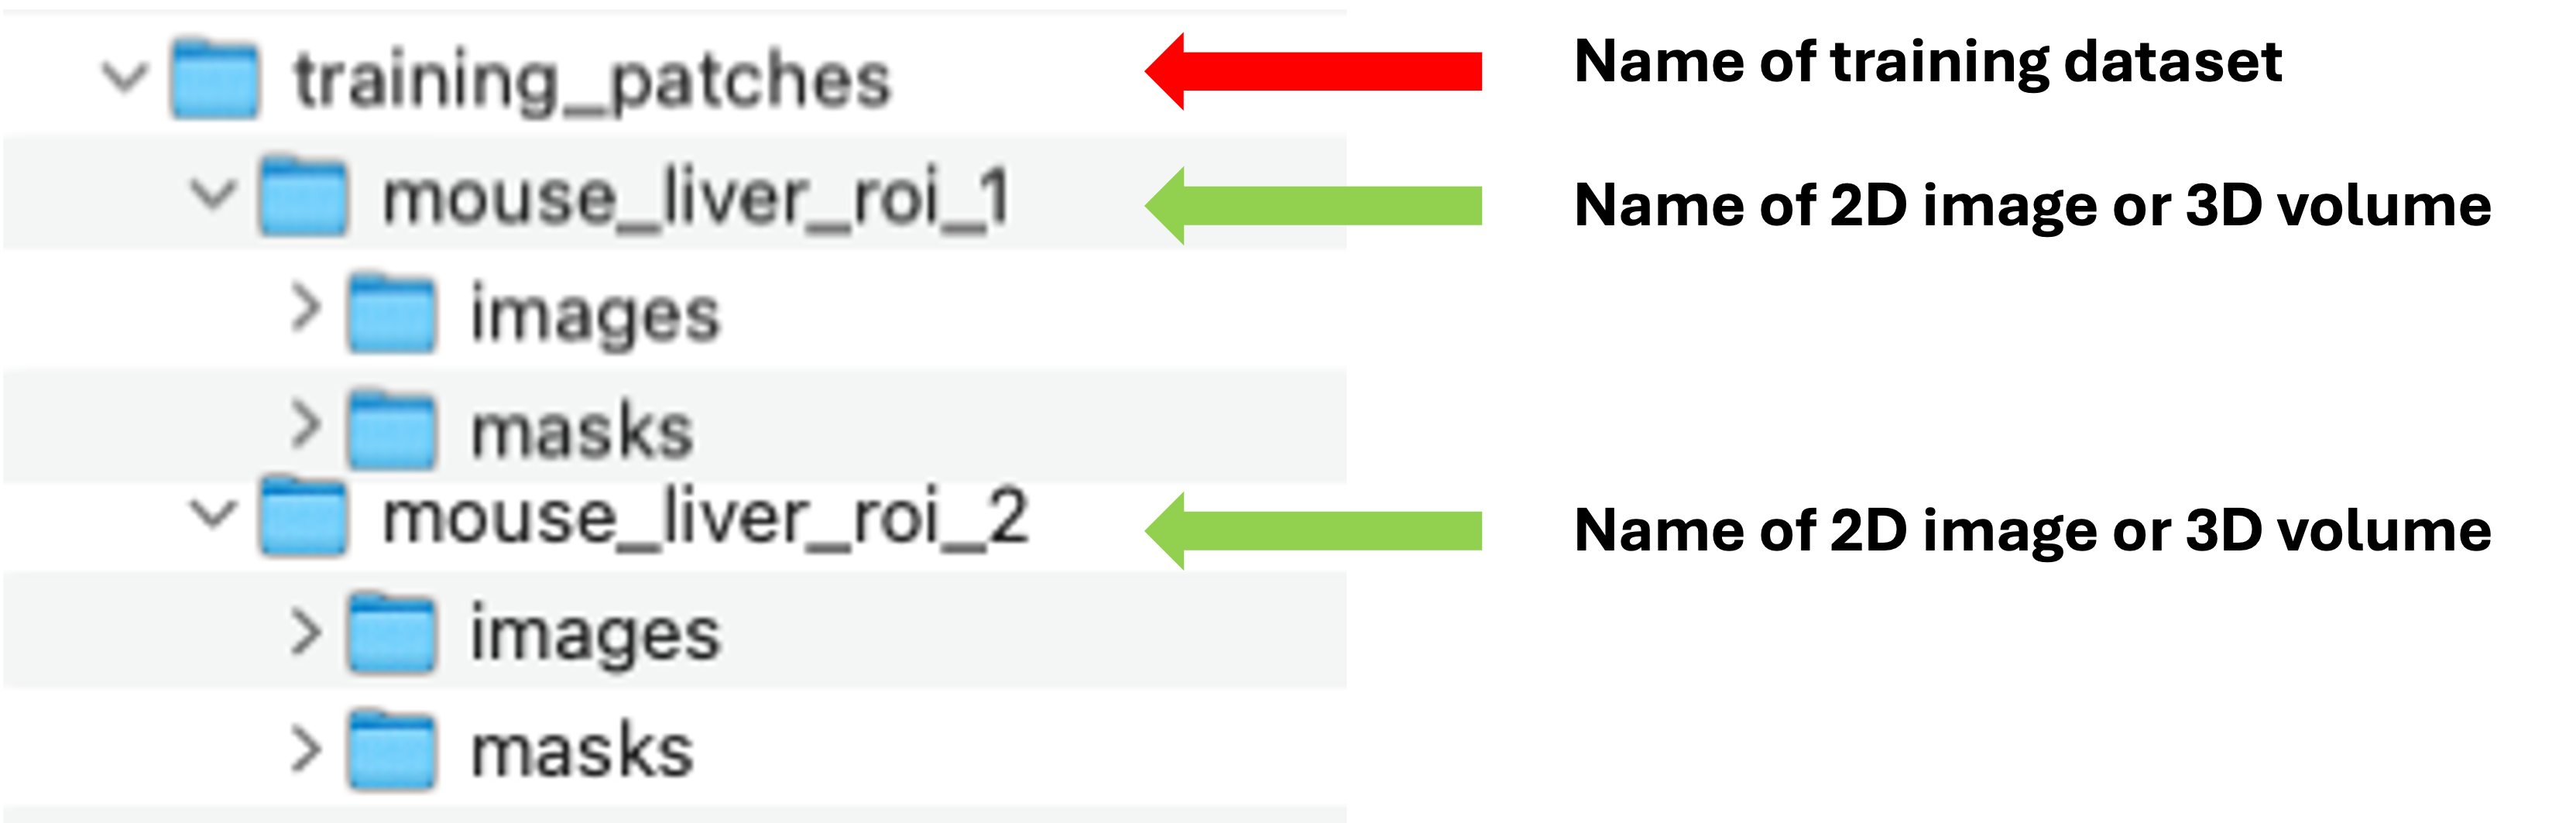 training_patches Name of training dataset
mouse_liver_roi_1 Name of 2D image or 3D volume
images
masks
mouse_liver_roi_2 Name of 2D image or 3D volume
images
masks